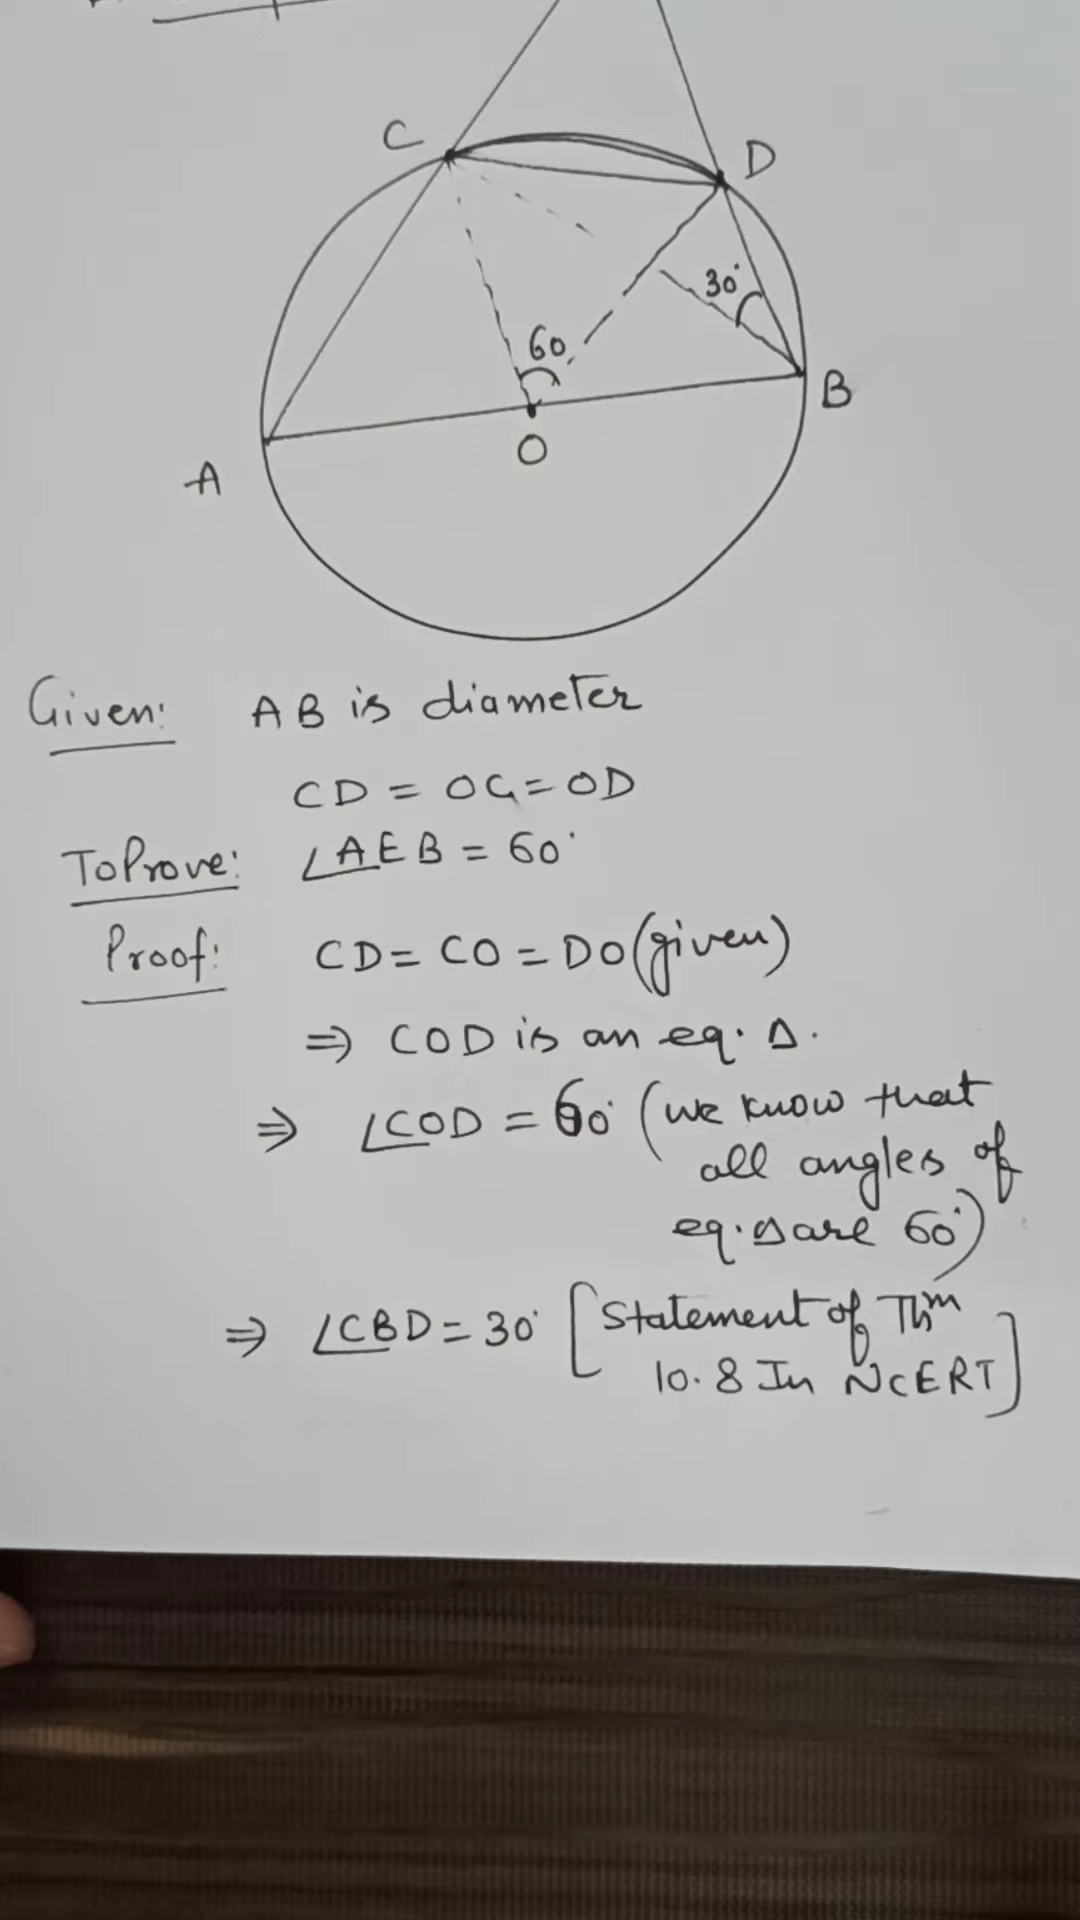 C
D
30°
60
B
O
A
Given: AB is diameter
CD = OC = OD
To Prove: ∠AEB = 60°
Proof: CD = CO = DO (given)
⇒ COD is an eq. Δ.
⇒ ∠COD = 60° (we know that
all angles of
eq. Δ are 60°)
⇒ ∠CBD = 30° [Statement of Thm
10.8 In NCERT]